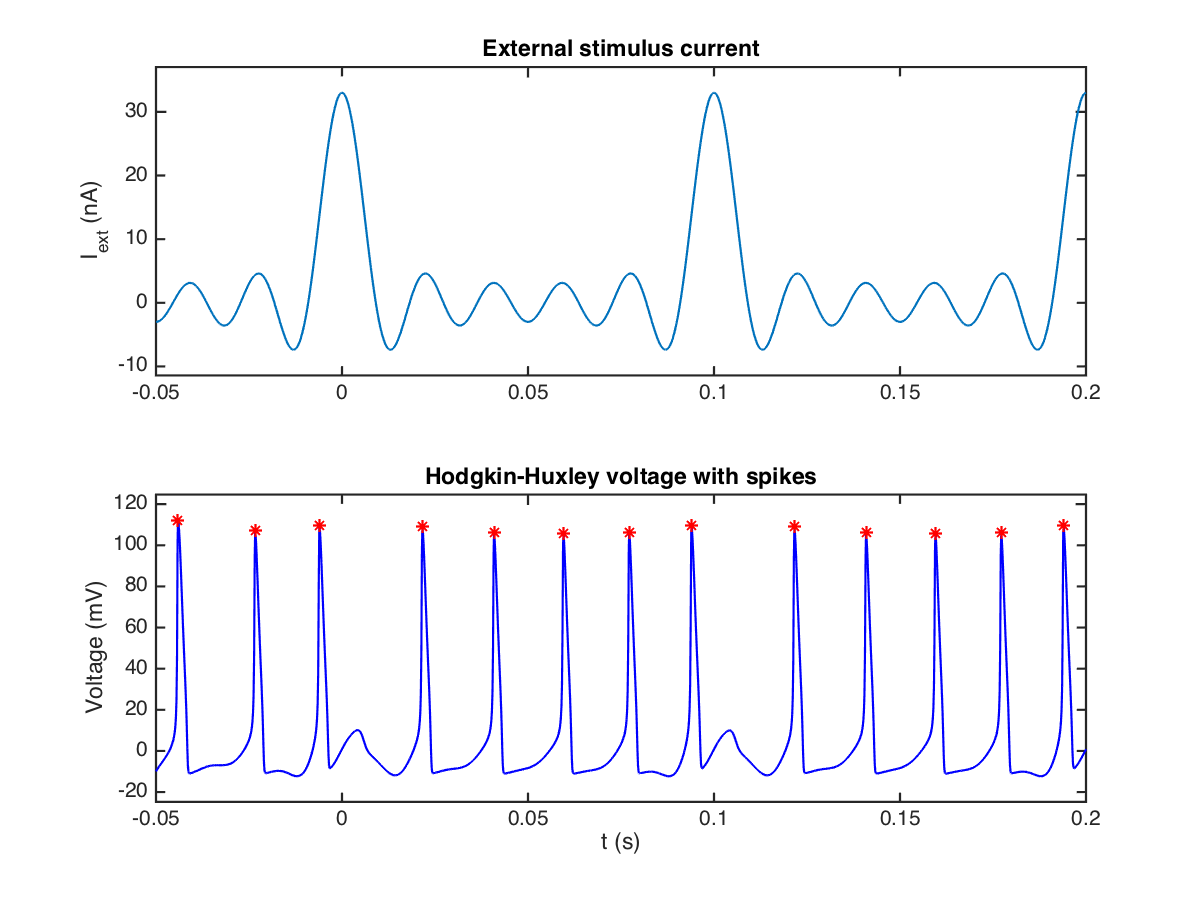 External stimulus current
I_ext (nA)
30
20
10
0
-10
-0.05 0 0.05 0.1 0.15 0.2
Hodgkin-Huxley voltage with spikes
Voltage (mV)
120
100
80
60
40
20
0
-20
-0.05 0 0.05 0.1 0.15 0.2
t (s)